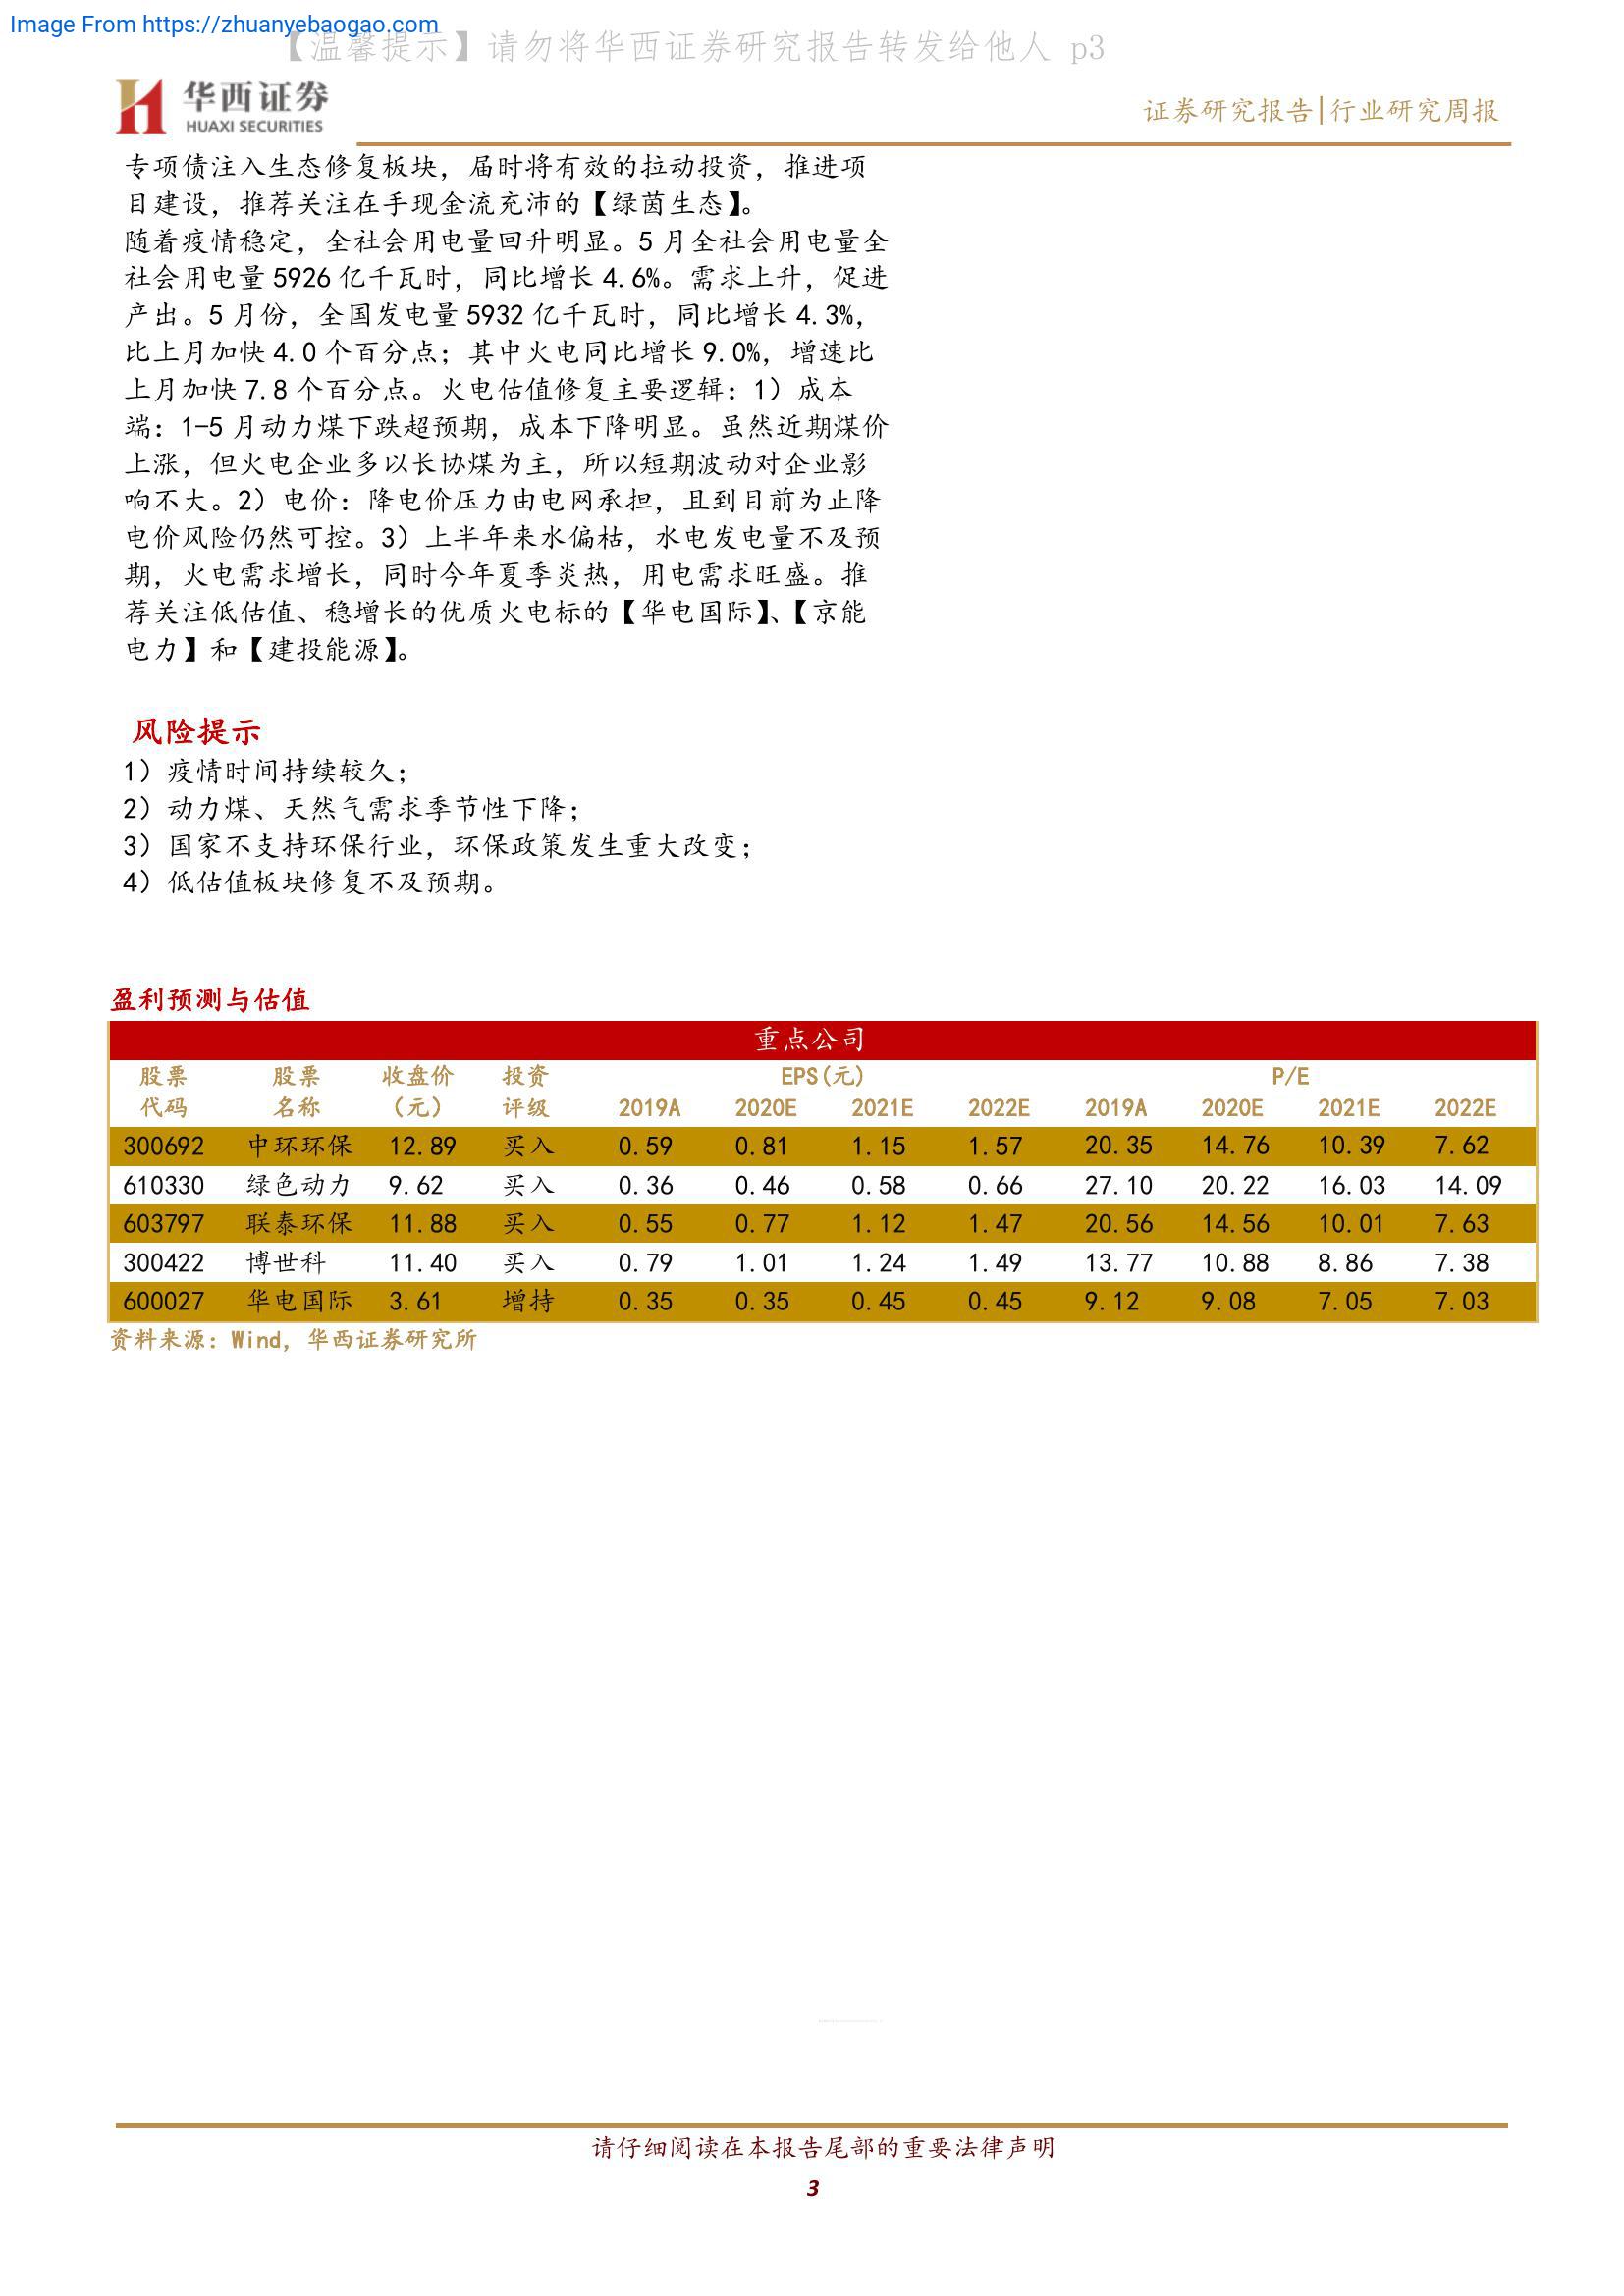 Image From https://zhuanyebaogao.com
【温馨提示】请勿将华西证券研究报告转发给他人 p3
华西证券
HUAXI SECURITIES
证券研究报告|行业研究周报
专项债注入生态修复板块，届时将有效的拉动投资，推进项
目建设，推荐关注在手现金流充沛的【绿茵生态】。
随着疫情稳定，全社会用电量回升明显。5 月全社会用电量全
社会用电量 5926 亿千瓦时，同比增长 4.6%。需求上升，促进
产出。5 月份，全国发电量 5932 亿千瓦时，同比增长 4.3%，
比上月加快 4.0 个百分点；其中火电同比增长 9.0%，增速比
上月加快 7.8 个百分点。火电估值修复主要逻辑：1）成本
端：1-5 月动力煤下跌超预期，成本下降明显。虽然近期煤价
上涨，但火电企业多以长协煤为主，所以短期波动对企业影
响不大。2）电价：降电价压力由电网承担，且到目前为止降
电价风险仍然可控。3）上半年来水偏枯，水电发电量不及预
期，火电需求增长，同时今年夏季炎热，用电需求旺盛。推
荐关注低估值、稳增长的优质火电标的【华电国际】、【京能
电力】和【建投能源】。
风险提示
1）疫情时间持续较久；
2）动力煤、天然气需求季节性下降；
3）国家不支持环保行业，环保政策发生重大改变；
4）低估值板块修复不及预期。
盈利预测与估值
重点公司
股票 股票 收盘价 投资 EPS(元) P/E
代码 名称 （元） 评级 2019A 2020E 2021E 2022E 2019A 2020E 2021E 2022E
300692 中环环保 12.89 买入 0.59 0.81 1.15 1.57 20.35 14.76 10.39 7.62
610330 绿色动力 9.62 买入 0.36 0.46 0.58 0.66 27.10 20.22 16.03 14.09
603797 联泰环保 11.88 买入 0.55 0.77 1.12 1.47 20.56 14.56 10.01 7.63
300422 博世科 11.40 买入 0.79 1.01 1.24 1.49 13.77 10.88 8.86 7.38
600027 华电国际 3.61 增持 0.35 0.35 0.45 0.45 9.12 9.08 7.05 7.03
资料来源：Wind，华西证券研究所
请仔细阅读在本报告尾部的重要法律声明
3